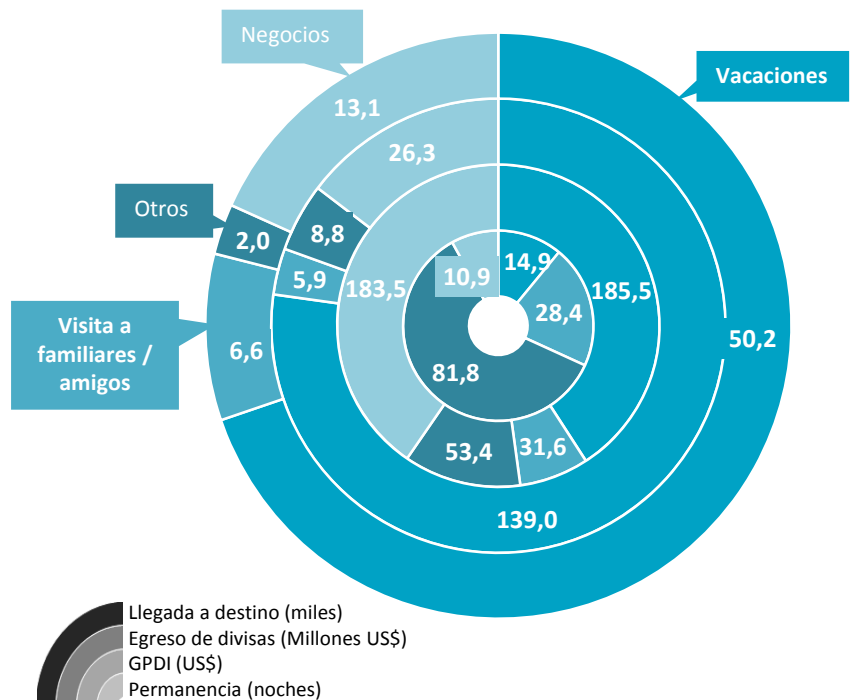 Negocios
Vacaciones
13,1
26,3
Otros
2,0
8,8
5,9
183,5
10,9
14,9
185,5
28,4
50,2
Visita a
familiares /
amigos
6,6
81,8
53,4
31,6
139,0
Llegada a destino (miles)
Egreso de divisas (Millones US$)
GPDI (US$)
Permanencia (noches)